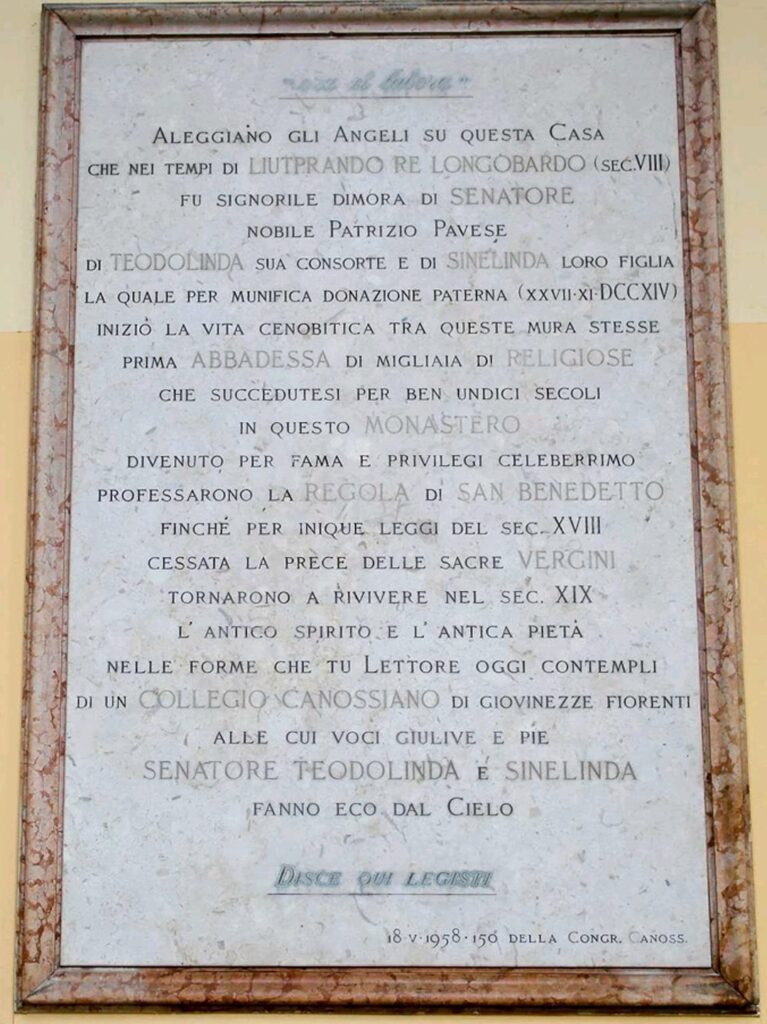 "ora et labora"
ALEGGIANO GLI ANGELI SU QUESTA CASA
CHE NEI TEMPI DI LIUTPRANDO RE LONGOBARDO (SEC.VIII)
FU SIGNORILE DIMORA DI SENATORE
NOBILE PATRIZIO PAVESE
DI TEODOLINDA SUA CONSORTE E DI SINELINDA LORO FIGLIA
LA QUALE PER MUNIFICA DONAZIONE PATERNA (XXVII·XI·DCCXIV)
INIZIÒ LA VITA CENOBITICA TRA QUESTE MURA STESSE
PRIMA ABBADESSA DI MIGLIAIA DI RELIGIOSE
CHE SUCCEDUTESI PER BEN UNDICI SECOLI
IN QUESTO MONASTERO
DIVENUTO PER FAMA E PRIVILEGI CELEBERRIMO
PROFESSARONO LA REGOLA DI SAN BENEDETTO
FINCHÉ PER INIQUE LEGGI DEL SEC. XVIII
CESSATA LA PRECE DELLE SACRE VERGINI
TORNARONO A RIVIVERE NEL SEC. XIX
L'ANTICO SPIRITO E L'ANTICA PIETÀ
NELLE FORME CHE TU LETTORE OGGI CONTEMPLI
DI UN COLLEGIO CANOSSIANO DI GIOVINEZZE FIORENTI
ALLE CUI VOCI GIULIVE E PIE
SENATORE TEODOLINDA E SINELINDA
FANNO ECO DAL CIELO
DISCE QUI LEGISTI
18·V·1958·150 DELLA CONGR. CANOSS.